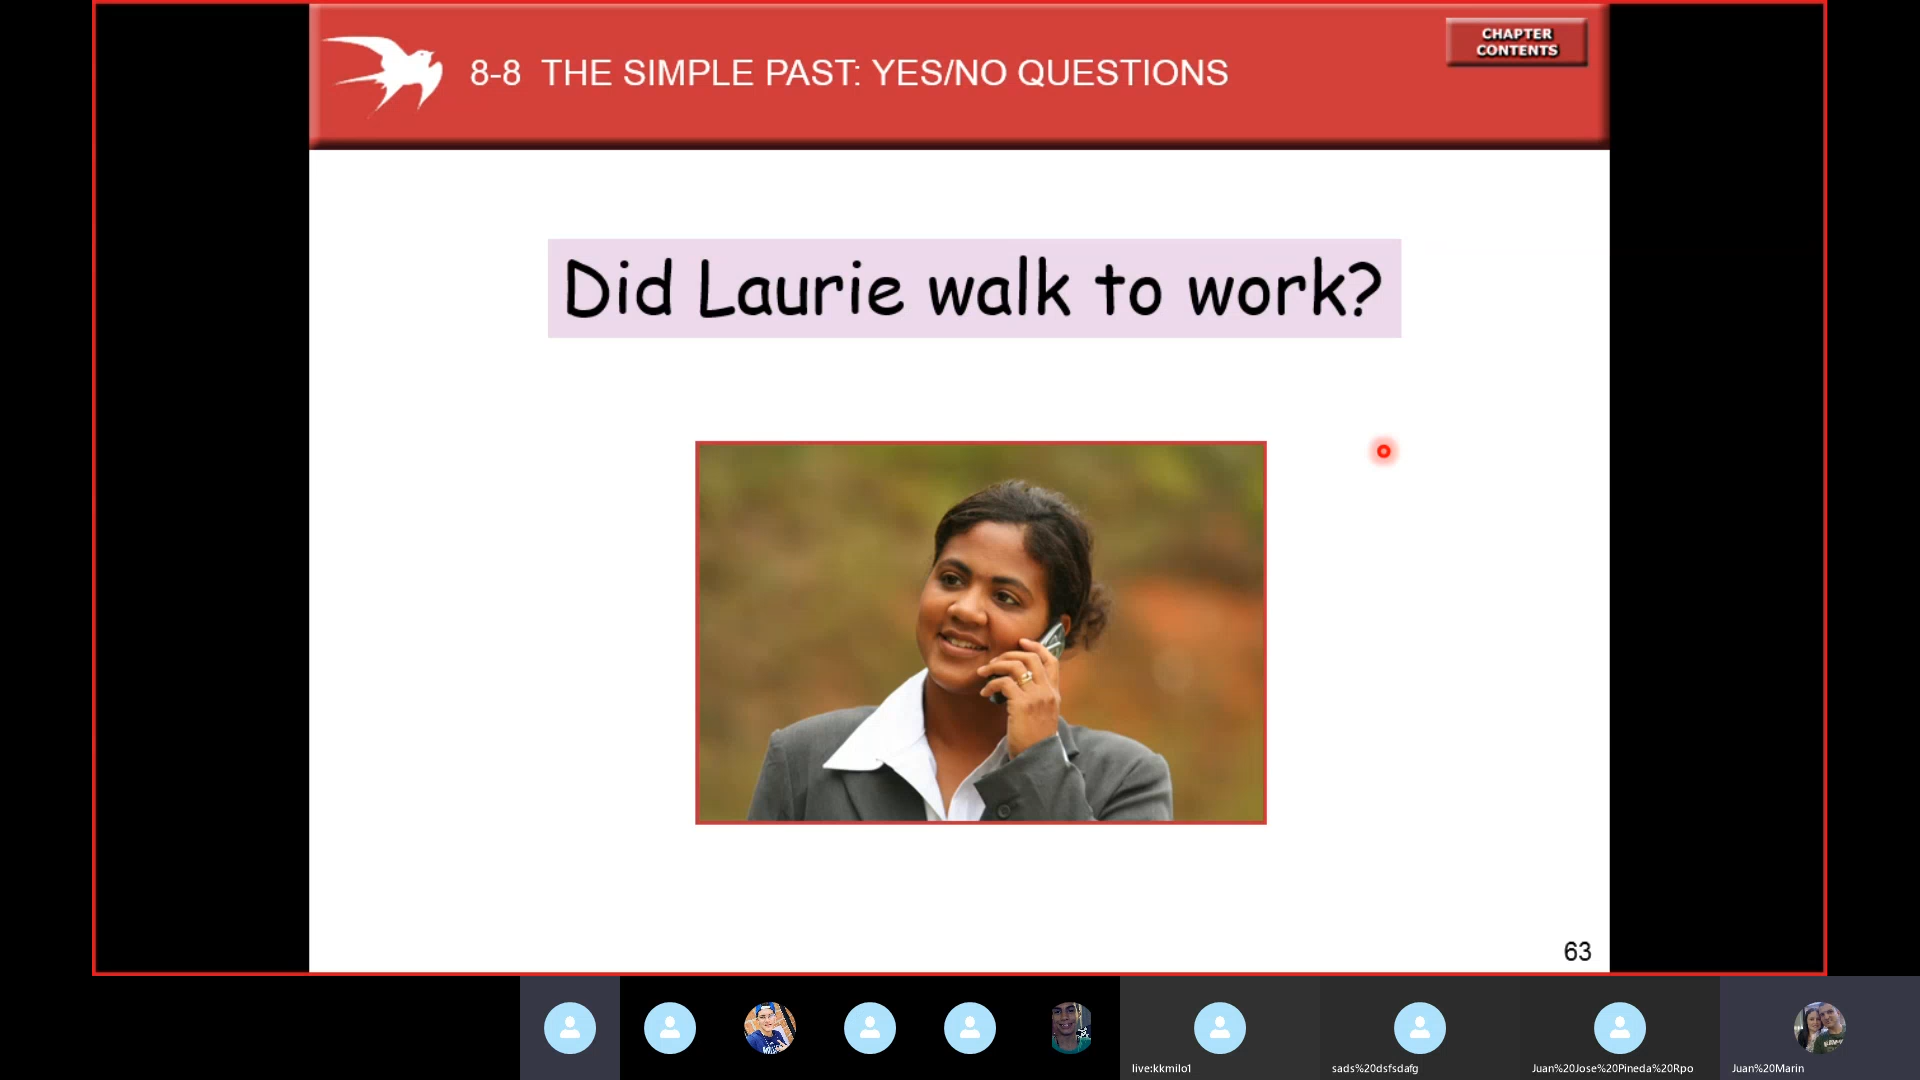 CHAPTER
CONTENTS
8-8 THE SIMPLE PAST: YES/NO QUESTIONS
Did Laurie walk to work?
63
live:kkmilo1
sads%20dsfsdafg
Juan%20Jose%20Pineda%20Rpo
Juan%20Marin